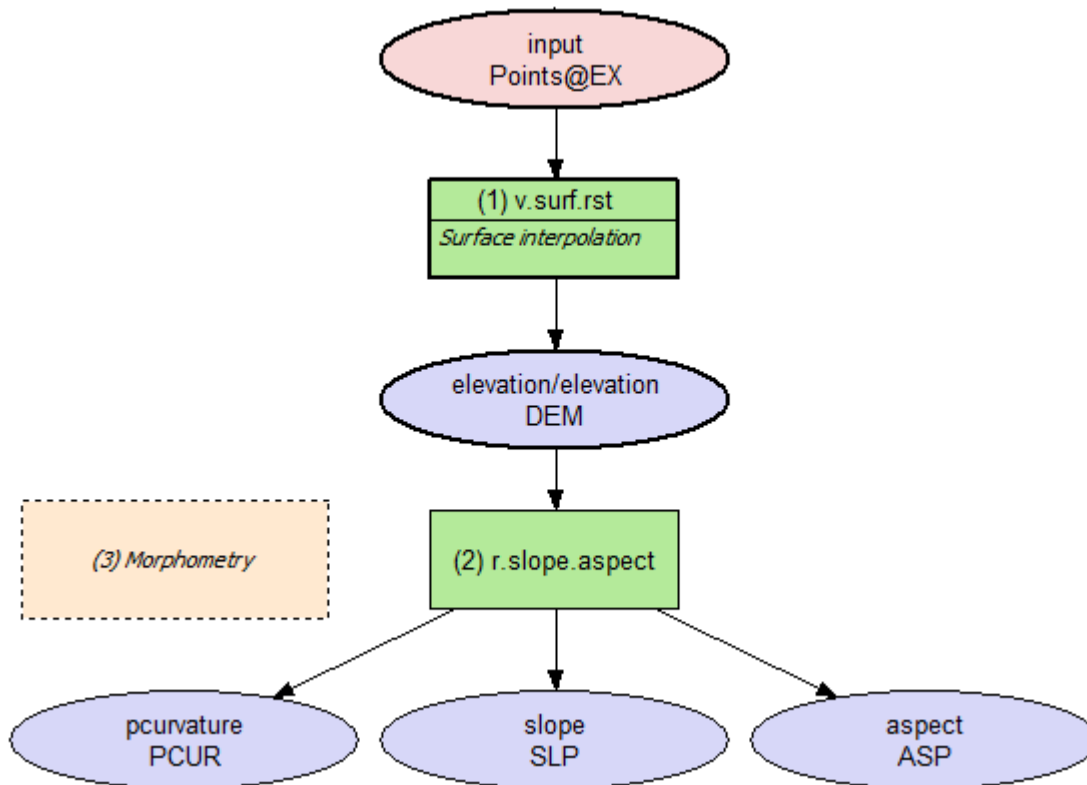 input
Points@EX
(1) v.surf.rst
Surface interpolation
elevation/elevation
DEM
(3) Morphometry
(2) r.slope.aspect
pcurvature
PCUR
slope
SLP
aspect
ASP